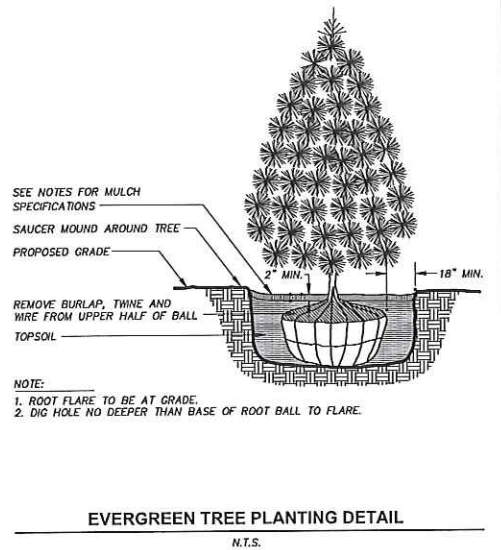 SEE NOTES FOR MULCH
SPECIFICATIONS
SAUCER MOUND AROUND TREE
PROPOSED GRADE
2" MIN.
18" MIN.
REMOVE BURLAP, TWINE AND
WIRE FROM UPPER HALF OF BALL
TOPSOIL
NOTE:
1. ROOT FLARE TO BE AT GRADE.
2. DIG HOLE NO DEEPER THAN BASE OF ROOT BALL TO FLARE.
EVERGREEN TREE PLANTING DETAIL
N.T.S.